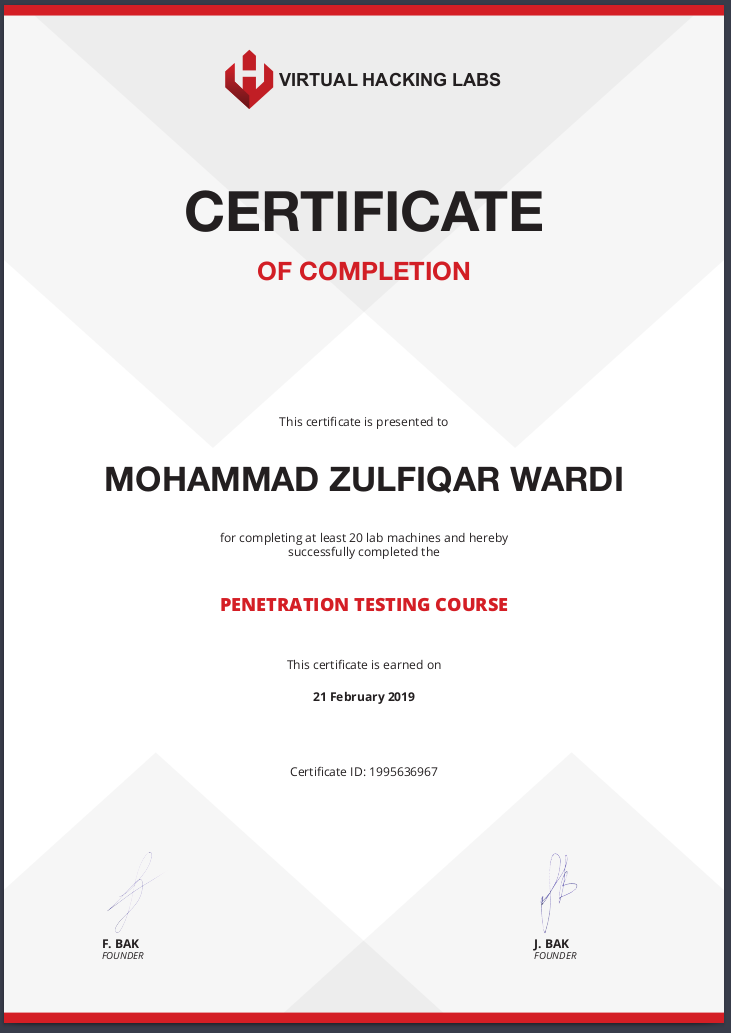 VIRTUAL HACKING LABS
CERTIFICATE
OF COMPLETION
This certificate is presented to
MOHAMMAD ZULFIQAR WARDI
for completing at least 20 lab machines and hereby
successfully completed the
PENETRATION TESTING COURSE
This certificate is earned on
21 February 2019
Certificate ID: 1995636967
F. BAK
FOUNDER
J. BAK
FOUNDER